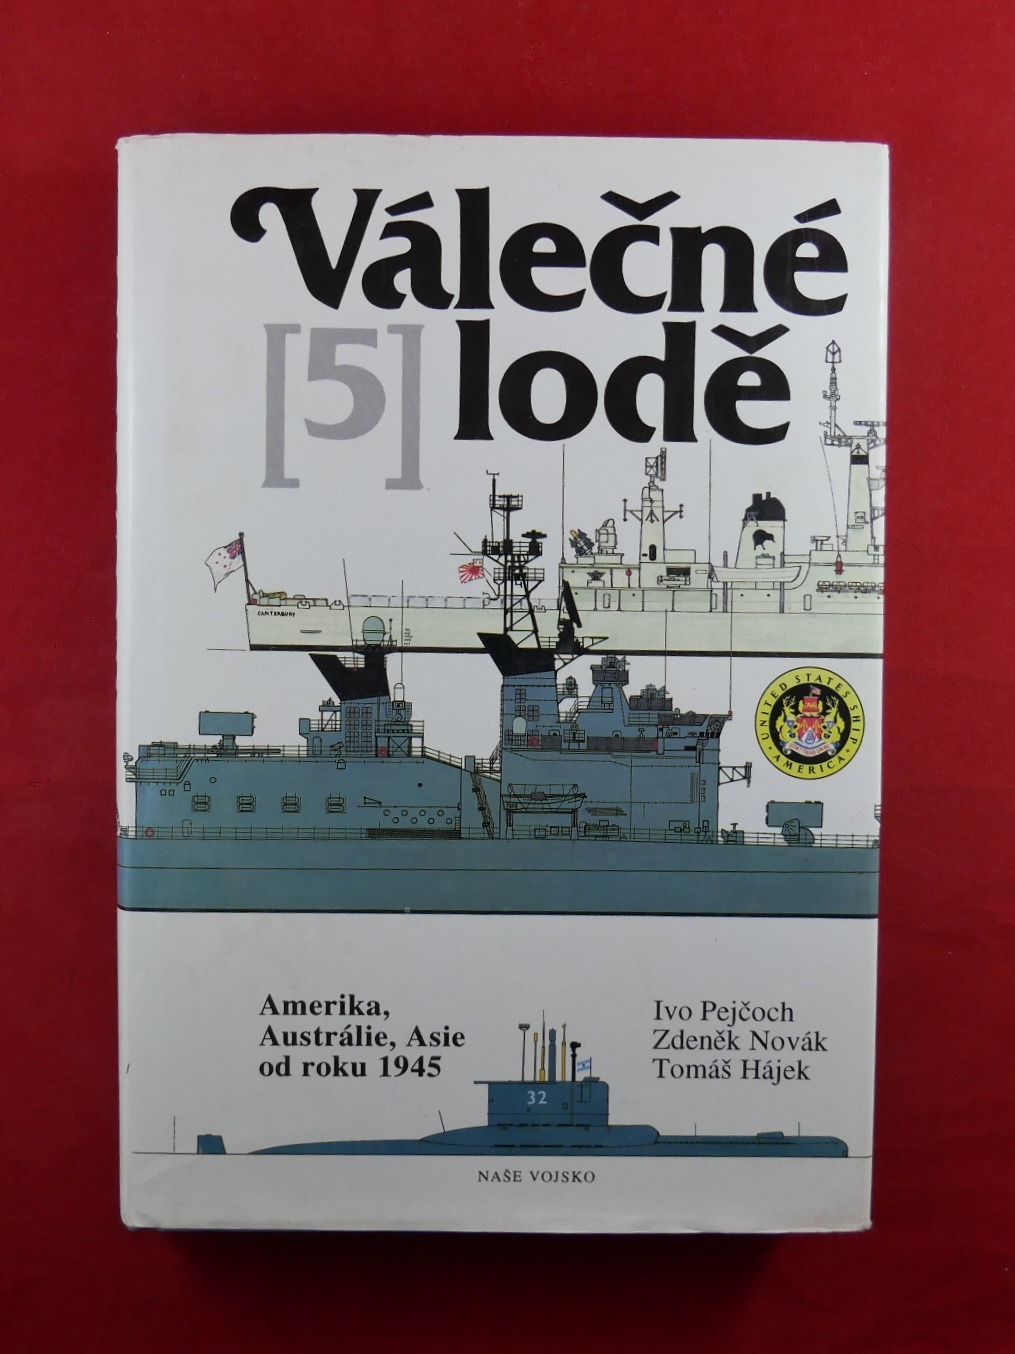 Válečné
[5] lodě
CANTERBURY
UNITED STATES SHIP
AMERICA
Amerika,
Austrálie, Asie
od roku 1945
Ivo Pejčoch
Zdeněk Novák
Tomáš Hájek
32
NAŠE VOJSKO